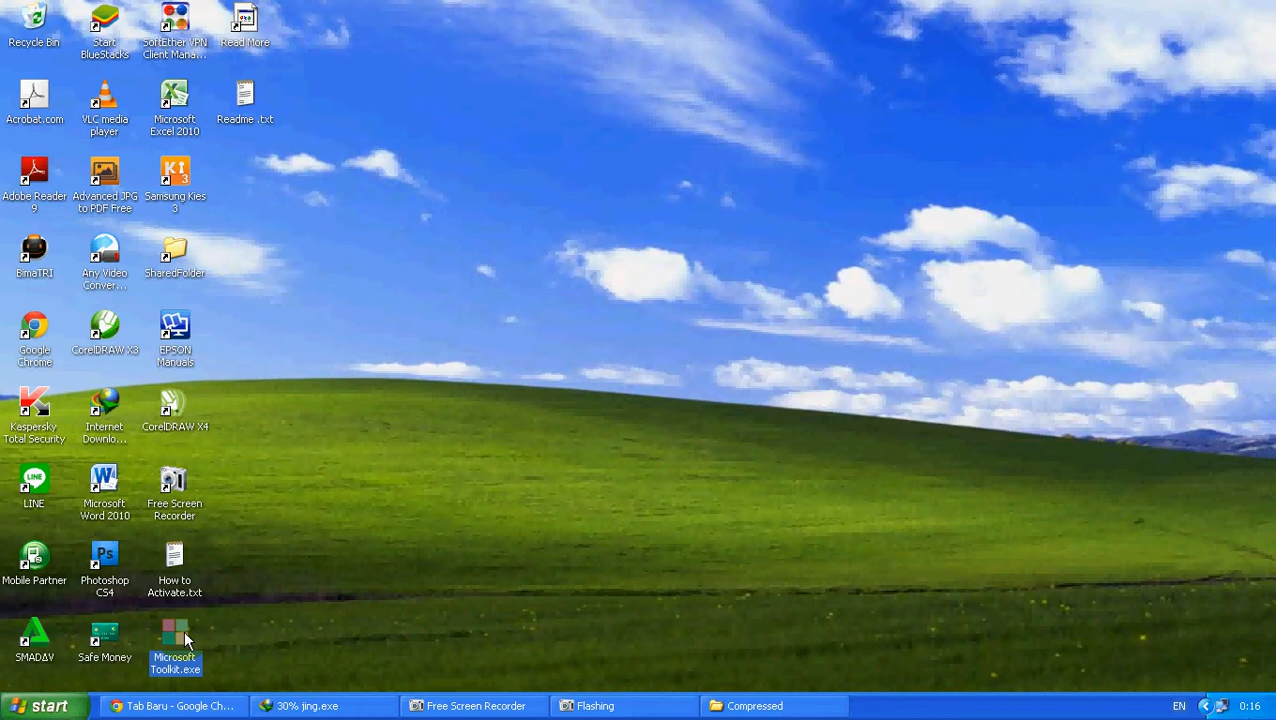 Recycle Bin
Start
BlueStacks
SoftEther VPN
Client Mana...
Read More
Acrobat.com
VLC media
player
Microsoft
Excel 2010
Readme .txt
Adobe Reader
9
Advanced JPG
to PDF Free
Samsung Kies
3
BimaTRI
Any Video
Conver...
SharedFolder
Google
Chrome
CorelDRAW X3
EPSON
Manuals
Kaspersky
Total Security
Internet
Downlo...
CorelDRAW X4
LINE
Microsoft
Word 2010
Free Screen
Recorder
Mobile Partner
Photoshop
CS4
How to
Activate.txt
SMADΔV
Safe Money
Microsoft
Toolkit.exe
start
Tab Baru - Google Ch...
30% jing.exe
Free Screen Recorder
Flashing
Compressed
EN
0:16